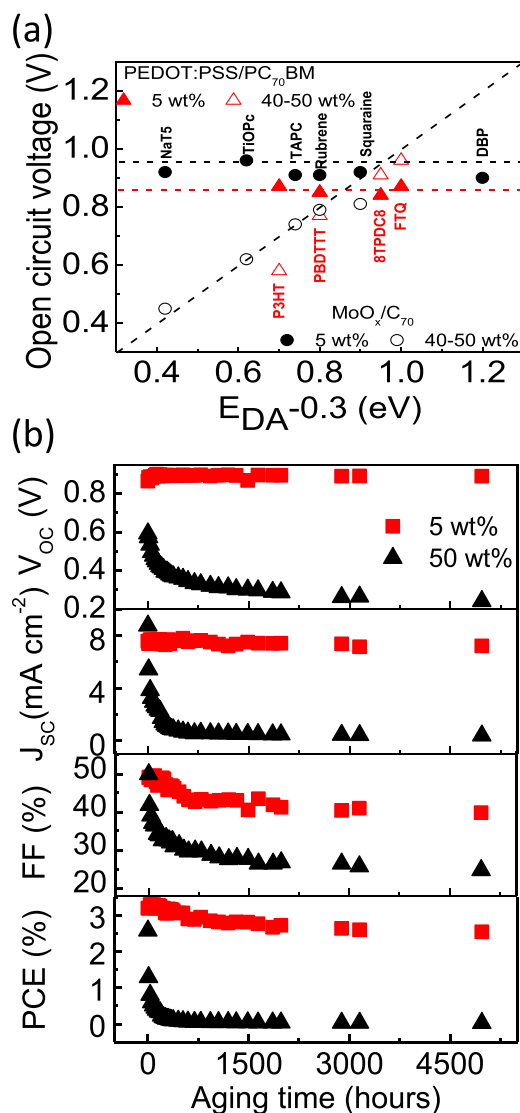 (a)
PEDOT:PSS/PC70BM
5 wt% 40-50 wt%
NaT5
TiOPc
TAPC
Rubrene
Squaraine
DBP
P3HT
PBDTTT
8TPDC8
FTQ
MoOx/C70
5 wt% 40-50 wt%
Open circuit voltage (V)
1.2
1.0
0.8
0.6
0.4
0.4 0.6 0.8 1.0 1.2
EDA-0.3 (eV)
(b)
VOC (V)
0.8
0.6
0.4
0.2
5 wt%
50 wt%
JSC(mA cm−2)
8
4
0
FF (%)
50
40
30
20
PCE (%)
3
2
1
0
0 1500 3000 4500
Aging time (hours)